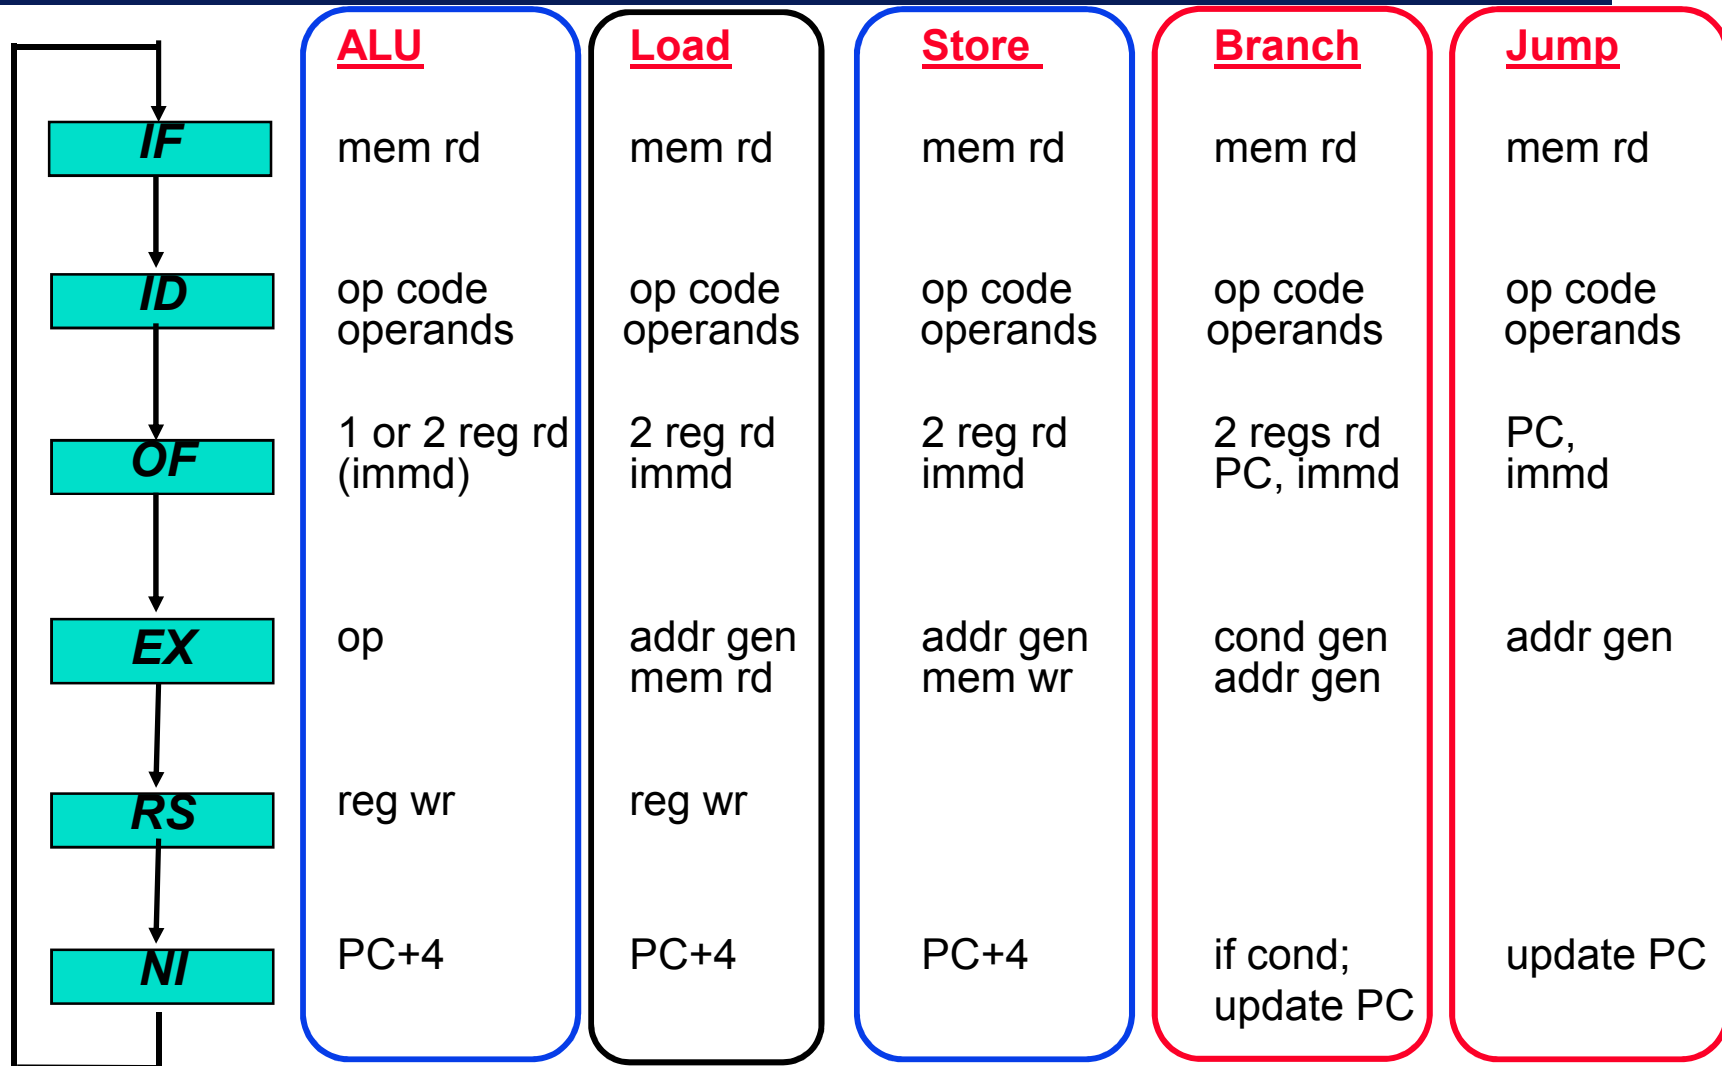 ALU Load Store Branch Jump
IF mem rd mem rd mem rd mem rd mem rd
ID op code op code op code op code op code
operands operands operands operands operands
1 or 2 reg rd 2 reg rd 2 reg rd 2 regs rd PC,
OF (immd) immd immd PC, immd immd
EX op addr gen addr gen cond gen addr gen
mem rd mem wr addr gen
RS reg wr reg wr
NI PC+4 PC+4 PC+4 if cond; update PC
update PC